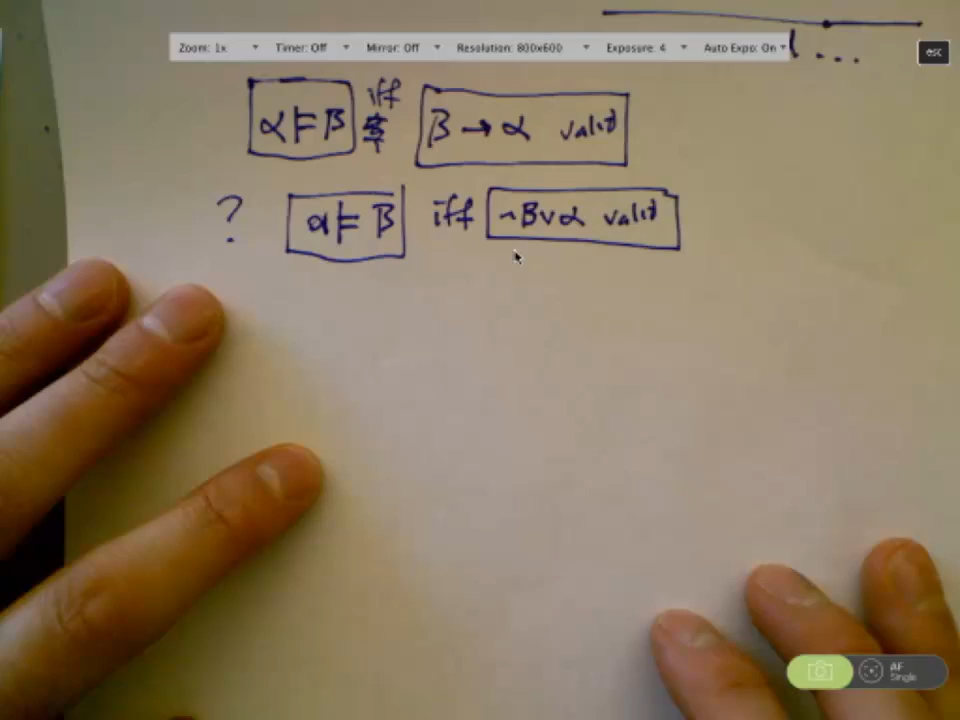 Zoom: 1x Timer: Off Mirror: Off Resolution: 800x600 Exposure: 4 Auto Expo: On
esc
α ⊨ β iff β → α valid
? α ⊨ β iff ¬β∨α valid
AF
Single